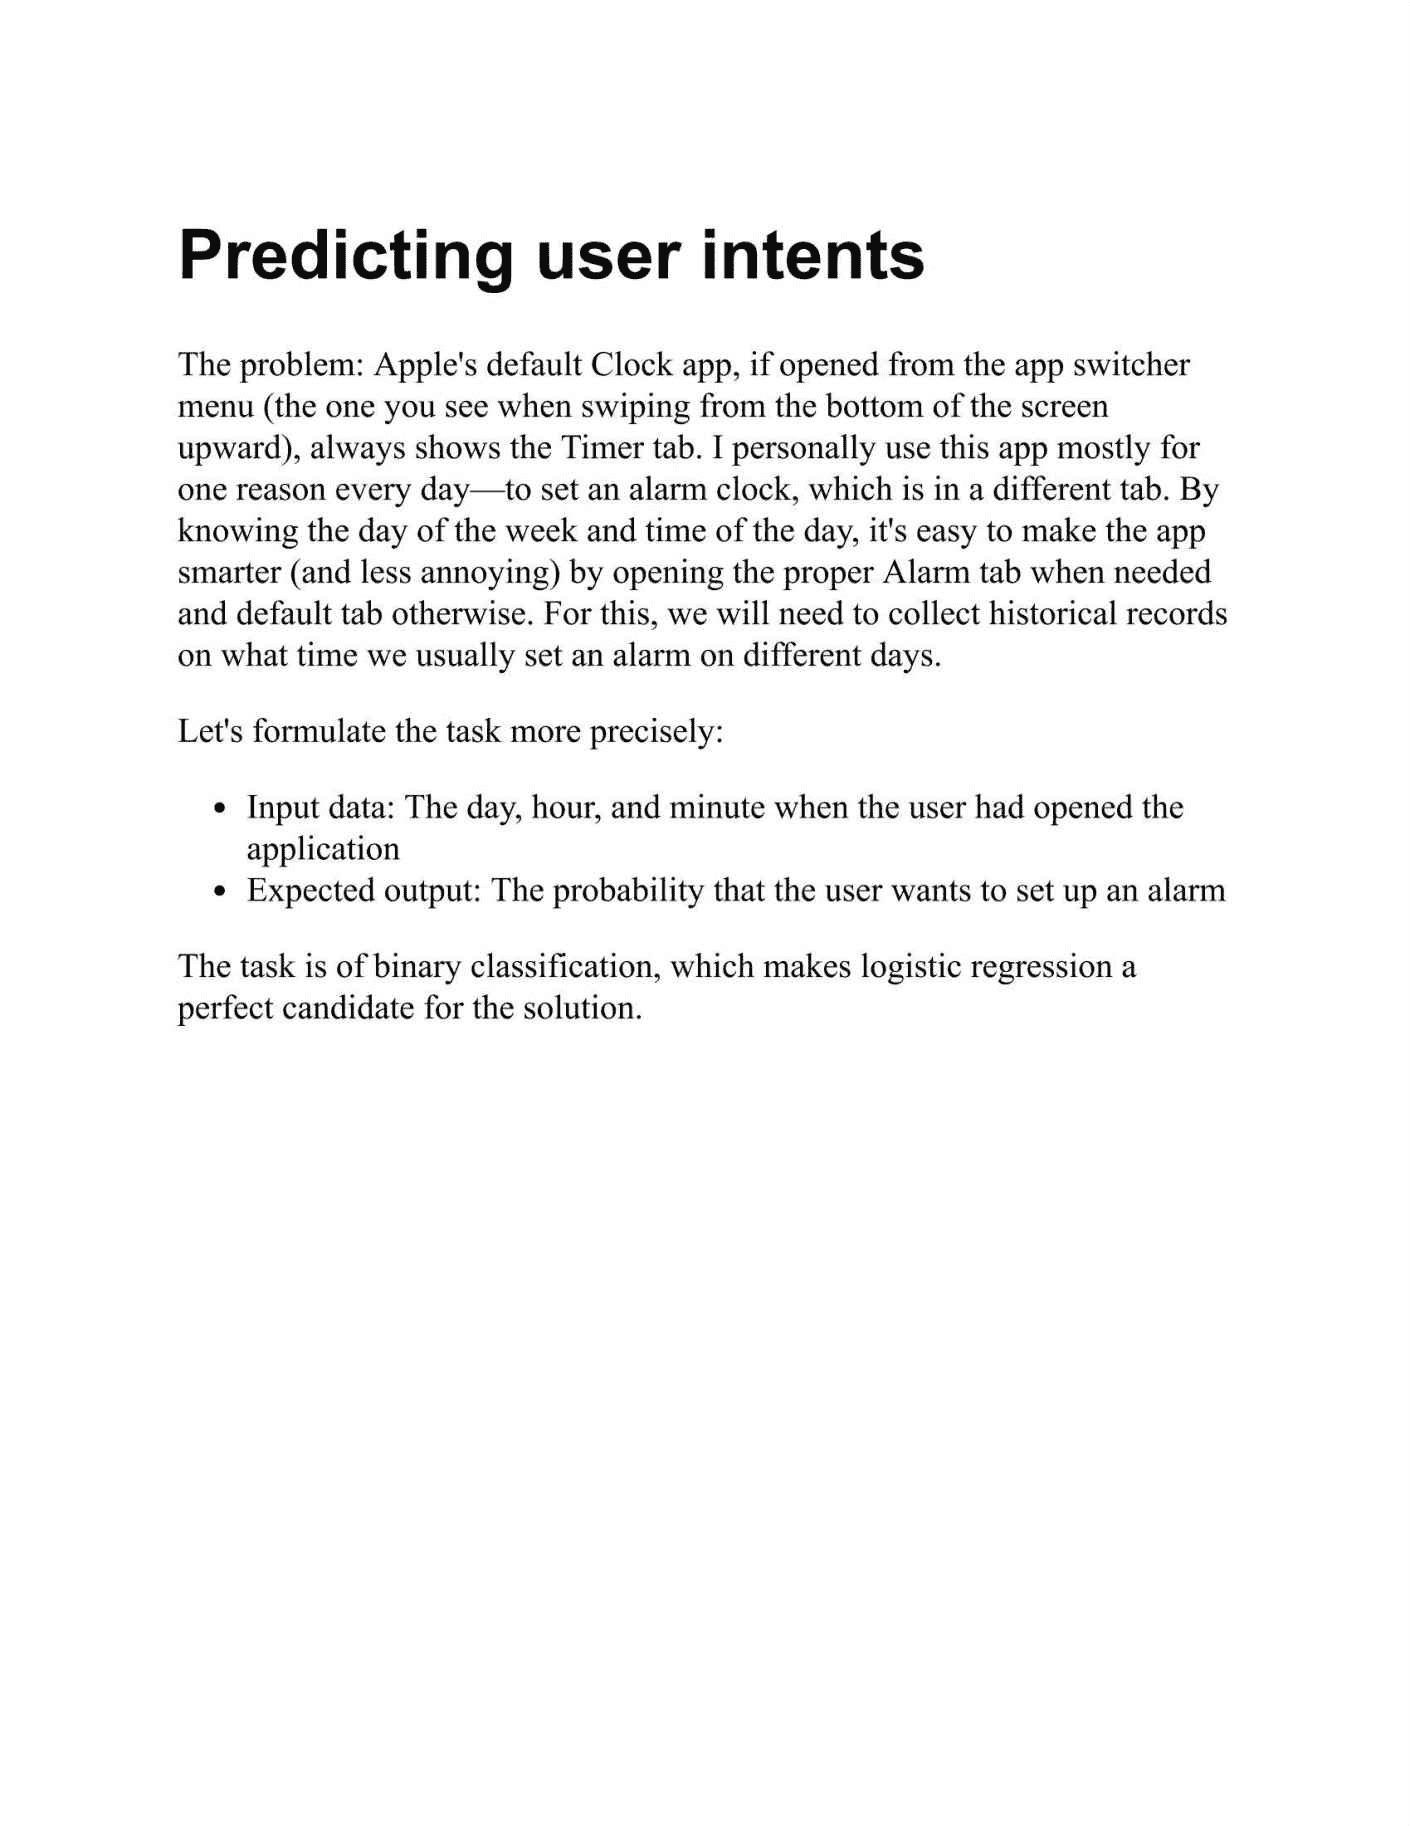 Predicting user intents
The problem: Apple's default Clock app, if opened from the app switcher
menu (the one you see when swiping from the bottom of the screen
upward), always shows the Timer tab. I personally use this app mostly for
one reason every day—to set an alarm clock, which is in a different tab. By
knowing the day of the week and time of the day, it's easy to make the app
smarter (and less annoying) by opening the proper Alarm tab when needed
and default tab otherwise. For this, we will need to collect historical records
on what time we usually set an alarm on different days.
Let's formulate the task more precisely:
• Input data: The day, hour, and minute when the user had opened the
application
• Expected output: The probability that the user wants to set up an alarm
The task is of binary classification, which makes logistic regression a
perfect candidate for the solution.